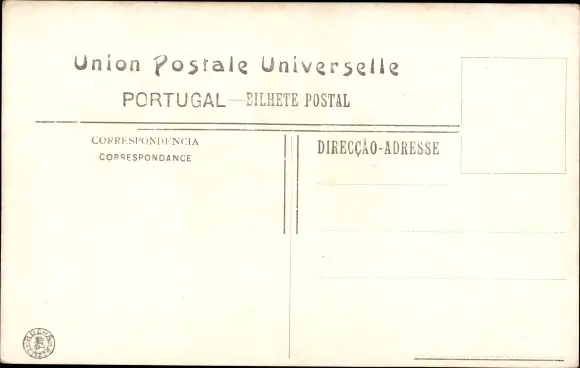 Union Postale Universelle
PORTUGAL—BILHETE POSTAL
CORRESPONDENCIA
CORRESPONDANCE
DIRECÇÃO-ADRESSE